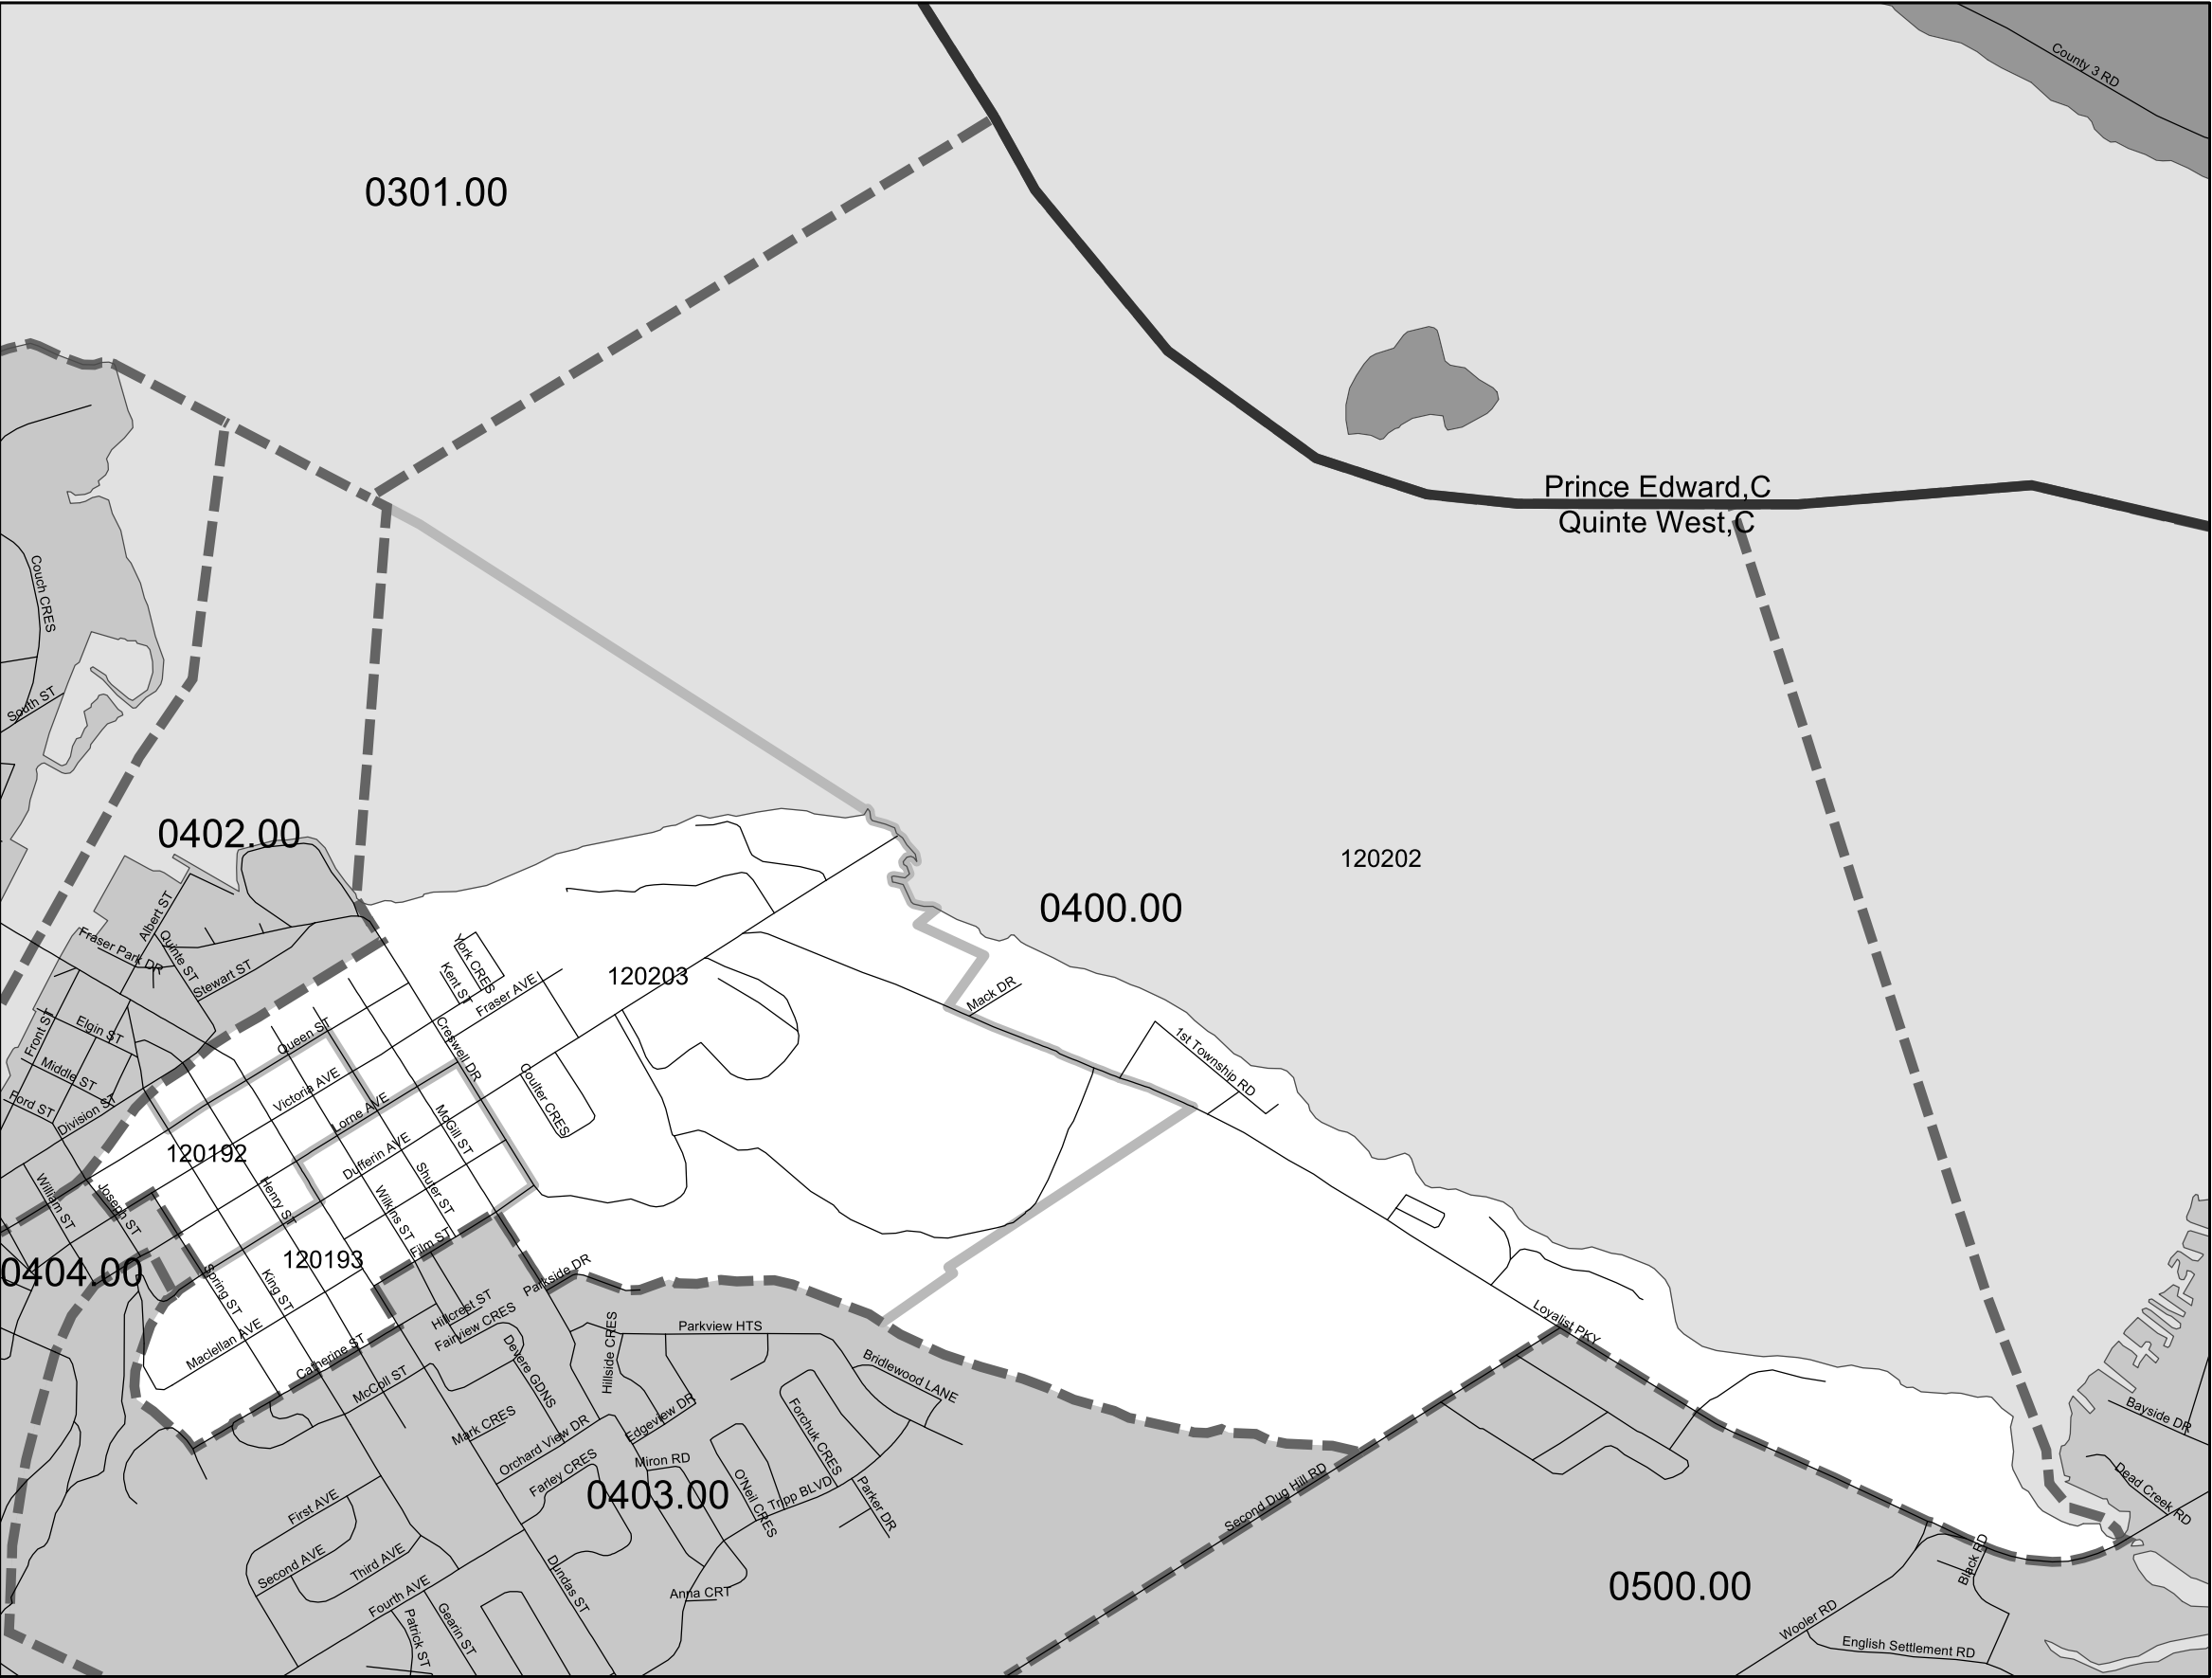 County 3 RD
0301.00
Prince Edward,C
Quinte West,C
Couch CRES
South ST
0402.00
120202
0400.00
Albert ST
Fraser Park DR
Quinte ST
Stewart ST
York CRES
Kent ST
Fraser AVE
120203
Mack DR
1st Township RD
Front ST
Elgin ST
Middle ST
Ford ST
Division ST
Queen ST
Victoria AVE
Lorne AVE
Creswell DR
Coulter CRES
McGill ST
Dufferin AVE
120192
Shuter ST
William ST
Joseph ST
Henry ST
Wilkins ST
Film ST
120193
0404.00
Spring ST
King ST
Maclellan AVE
Catherine ST
McColl ST
Parkside DR
Hillcrest ST
Fairview CRES
Devere GDNS
Hillside CRES
Parkview HTS
Bridlewood LANE
Loyalist PKY
Edgeview DR
Forchuk CRES
Mark CRES
Orchard View DR
Farley CRES
Miron RD
0403.00
O'Neil CRES
Tripp BLVD
Parker DR
Second Dug Hill RD
Bayside DR
Dead Creek RD
First AVE
Second AVE
Third AVE
Fourth AVE
Patrick ST
Gearin ST
Dundas ST
Anna CRT
0500.00
Black RD
Wooler RD
English Settlement RD